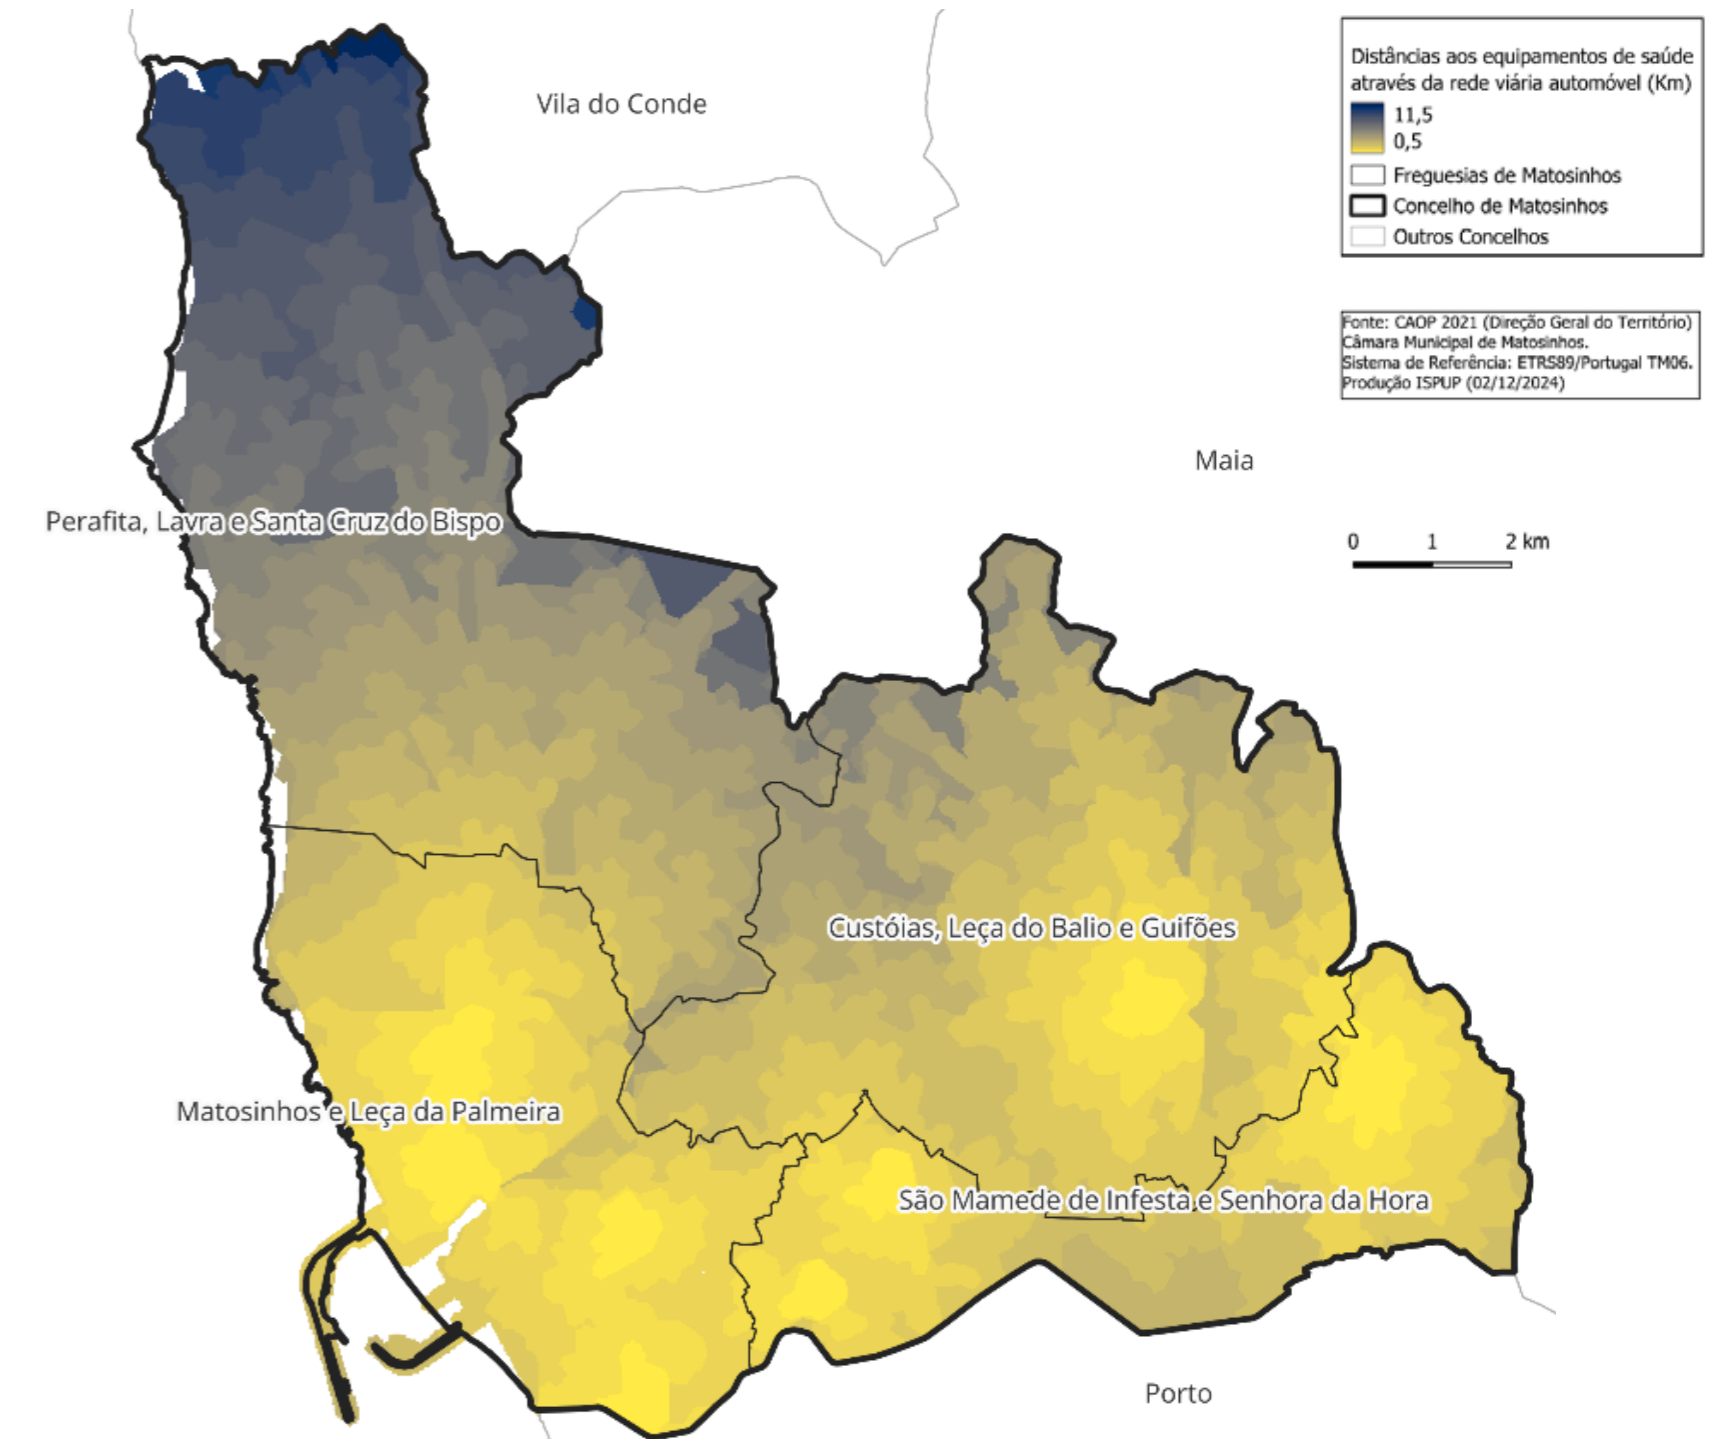 Distâncias aos equipamentos de saúde
através da rede viária automóvel (Km)
11,5
0,5
Freguesias de Matosinhos
Concelho de Matosinhos
Outros Concelhos
Fonte: CAOP 2021 (Direção Geral do Território)
Câmara Municipal de Matosinhos.
Sistema de Referência: ETRS89/Portugal TM06.
Produção ISPUP (02/12/2024)
Vila do Conde
Maia
Perafita, Lavra e Santa Cruz do Bispo
0 1 2 km
Custóias, Leça do Balio e Guifões
Matosinhos e Leça da Palmeira
São Mamede de Infesta e Senhora da Hora
Porto